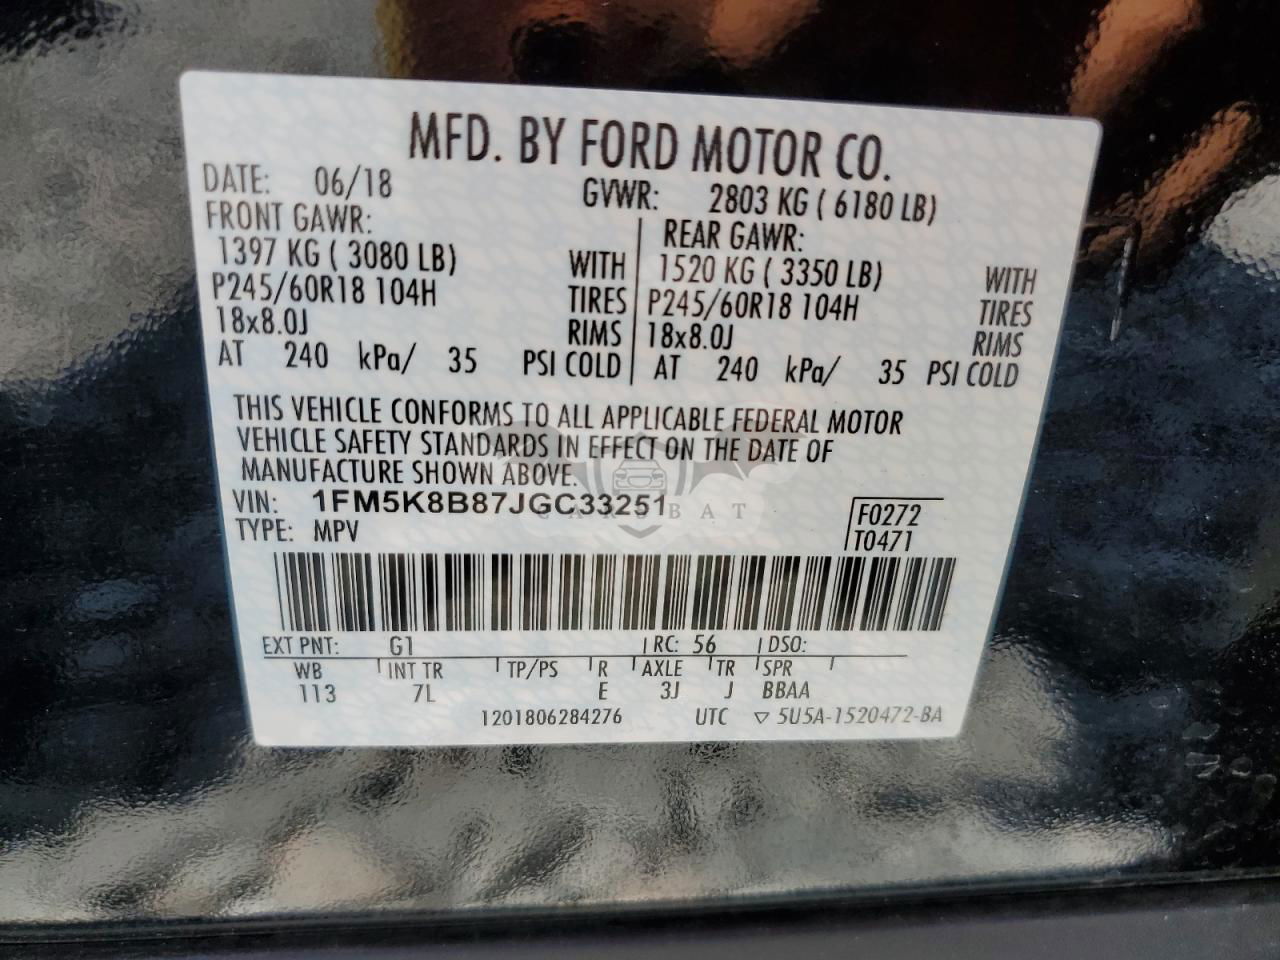 MFD. BY FORD MOTOR CO.
DATE: 06/18 GVWR: 2803 KG ( 6180 LB)
FRONT GAWR: REAR GAWR:
1397 KG ( 3080 LB) WITH 1520 KG ( 3350 LB) WITH
P245/60R18 104H TIRES P245/60R18 104H TIRES
18x8.0J RIMS 18x8.0J RIMS
AT 240 kPa/ 35 PSI COLD AT 240 kPa/ 35 PSI COLD
THIS VEHICLE CONFORMS TO ALL APPLICABLE FEDERAL MOTOR
VEHICLE SAFETY STANDARDS IN EFFECT ON THE DATE OF
MANUFACTURE SHOWN ABOVE.
VIN: 1FM5K8B87JGC33251 F0272
CARSBAT
TYPE: MPV T0471
EXT PNT: G1 RC: 56 DSO:
WB INT TR TP/PS R AXLE TR SPR
113 7L E 3J J BBAA
1201806284276 UTC ▽ 5U5A-1520472-BA